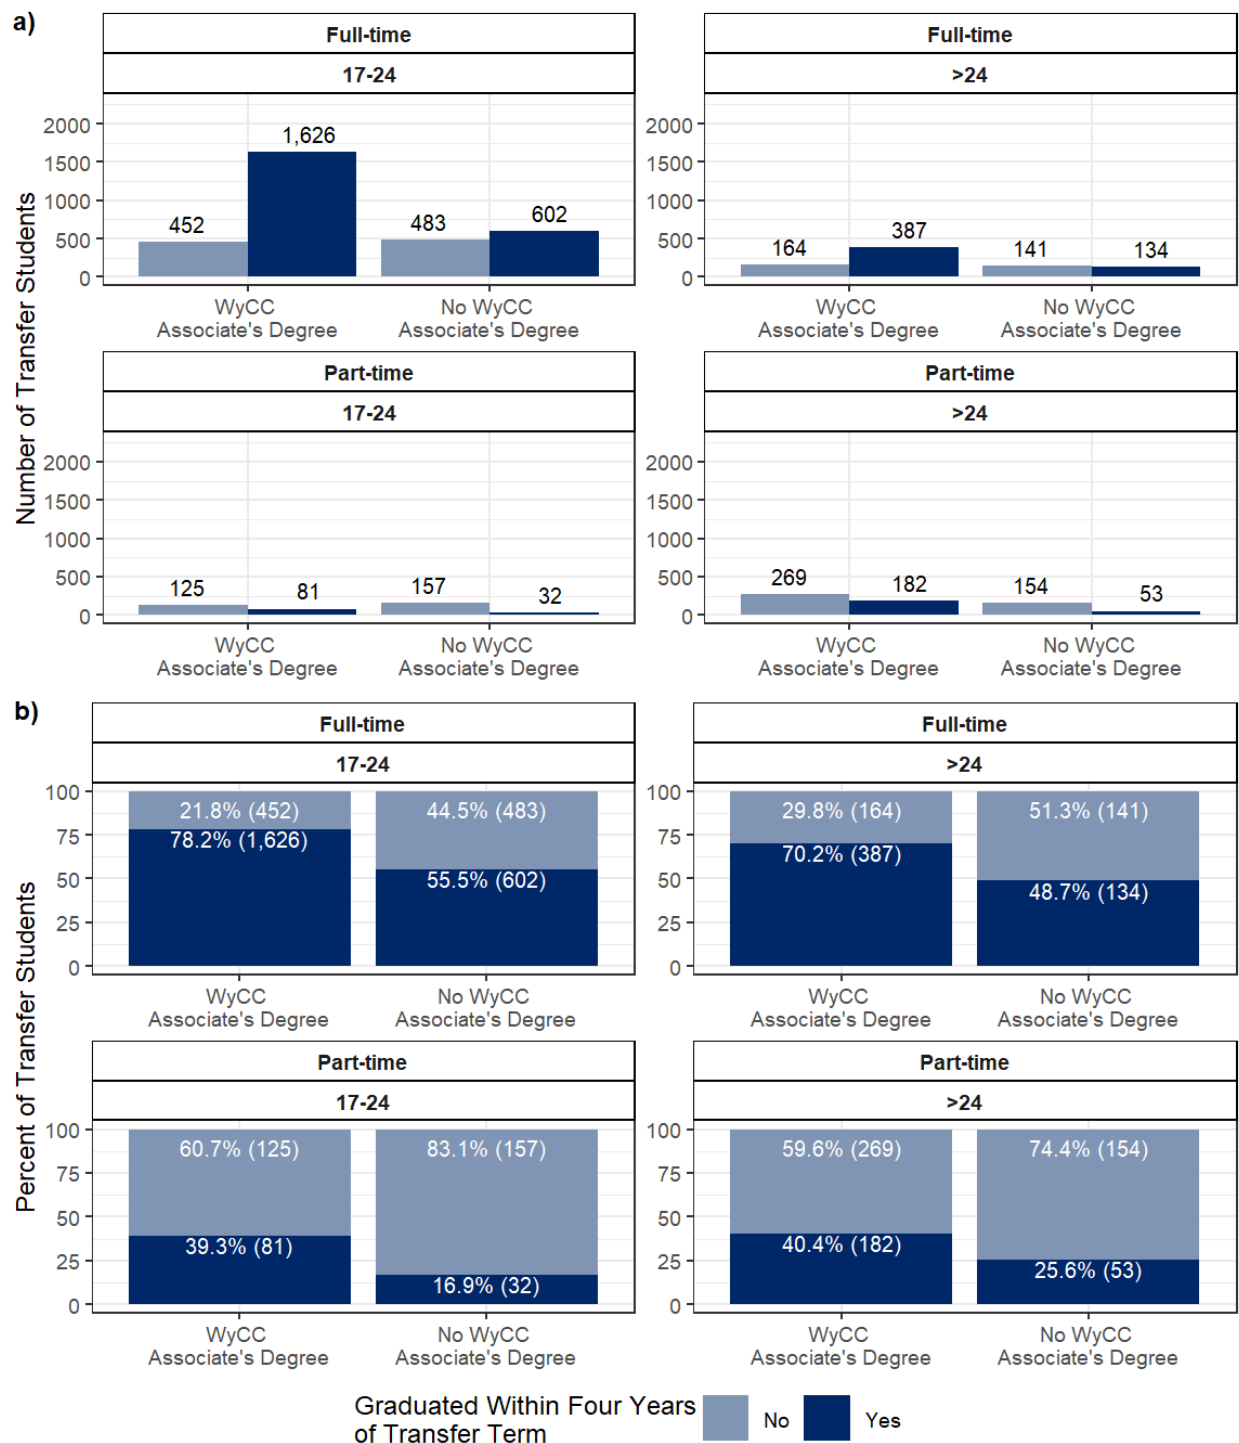 a)
Full-time
Full-time
17-24
>24
Number of Transfer Students
2000
1500
1000
500
0
452
1,626
483
602
2000
1500
1000
500
0
164
387
141
134
WyCC
Associate's Degree
No WyCC
Associate's Degree
WyCC
Associate's Degree
No WyCC
Associate's Degree
Part-time
Part-time
17-24
>24
2000
1500
1000
500
0
125
81
157
32
2000
1500
1000
500
0
269
182
154
53
WyCC
Associate's Degree
No WyCC
Associate's Degree
WyCC
Associate's Degree
No WyCC
Associate's Degree
b)
Full-time
Full-time
17-24
>24
Percent of Transfer Students
100
75
50
25
0
21.8% (452)
78.2% (1,626)
44.5% (483)
55.5% (602)
100
75
50
25
0
29.8% (164)
70.2% (387)
51.3% (141)
48.7% (134)
WyCC
Associate's Degree
No WyCC
Associate's Degree
WyCC
Associate's Degree
No WyCC
Associate's Degree
Part-time
Part-time
17-24
>24
100
75
50
25
0
60.7% (125)
39.3% (81)
83.1% (157)
16.9% (32)
100
75
50
25
0
59.6% (269)
40.4% (182)
74.4% (154)
25.6% (53)
WyCC
Associate's Degree
No WyCC
Associate's Degree
WyCC
Associate's Degree
No WyCC
Associate's Degree
Graduated Within Four Years
of Transfer Term
No
Yes